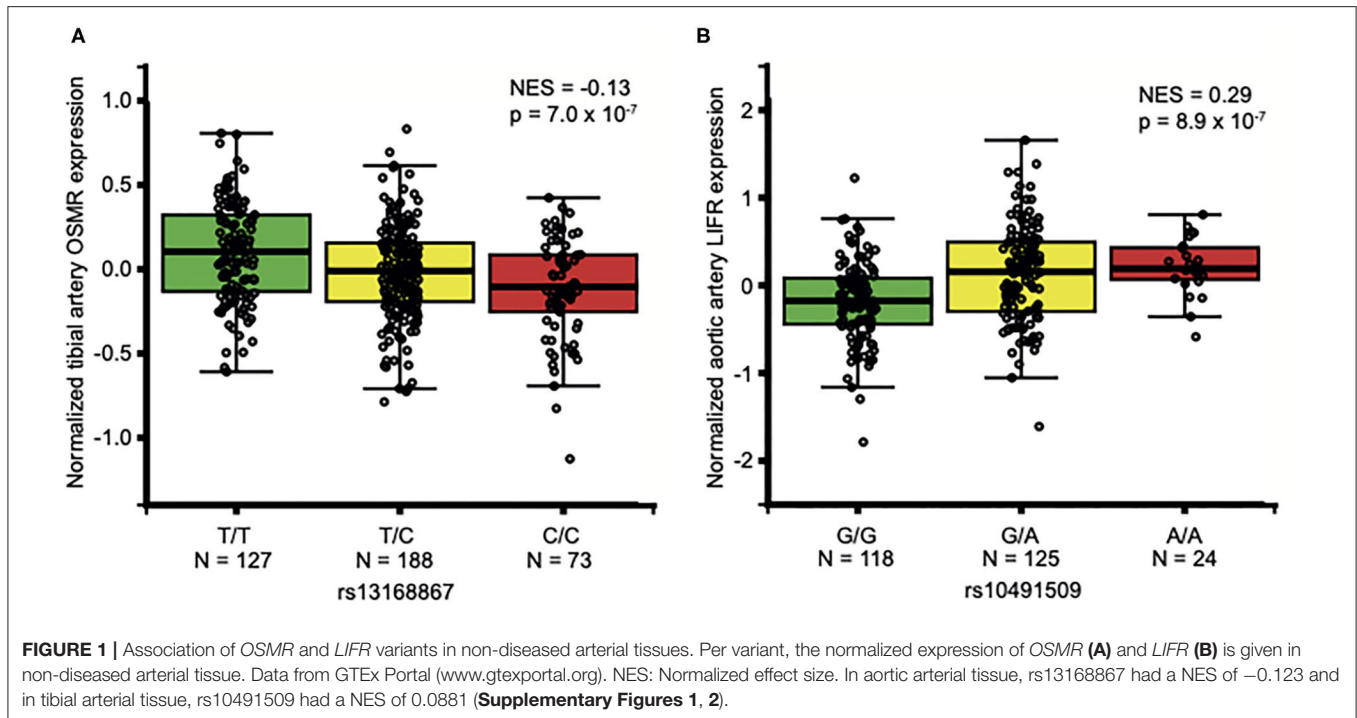 A
Normalized tibial artery OSMR expression
1.0
0.5
0.0
-0.5
-1.0
NES = -0.13
p = 7.0 x 10-7
T/T
N = 127
T/C
N = 188
C/C
N = 73
rs13168867
B
Normalized aortic artery LIFR expression
2
1
0
-1
-2
NES = 0.29
p = 8.9 x 10-7
G/G
N = 118
G/A
N = 125
A/A
N = 24
rs10491509
FIGURE 1 | Association of OSMR and LIFR variants in non-diseased arterial tissues. Per variant, the normalized expression of OSMR (A) and LIFR (B) is given in
non-diseased arterial tissue. Data from GTEx Portal (www.gtexportal.org). NES: Normalized effect size. In aortic arterial tissue, rs13168867 had a NES of −0.123 and
in tibial arterial tissue, rs10491509 had a NES of 0.0881 (Supplementary Figures 1, 2).